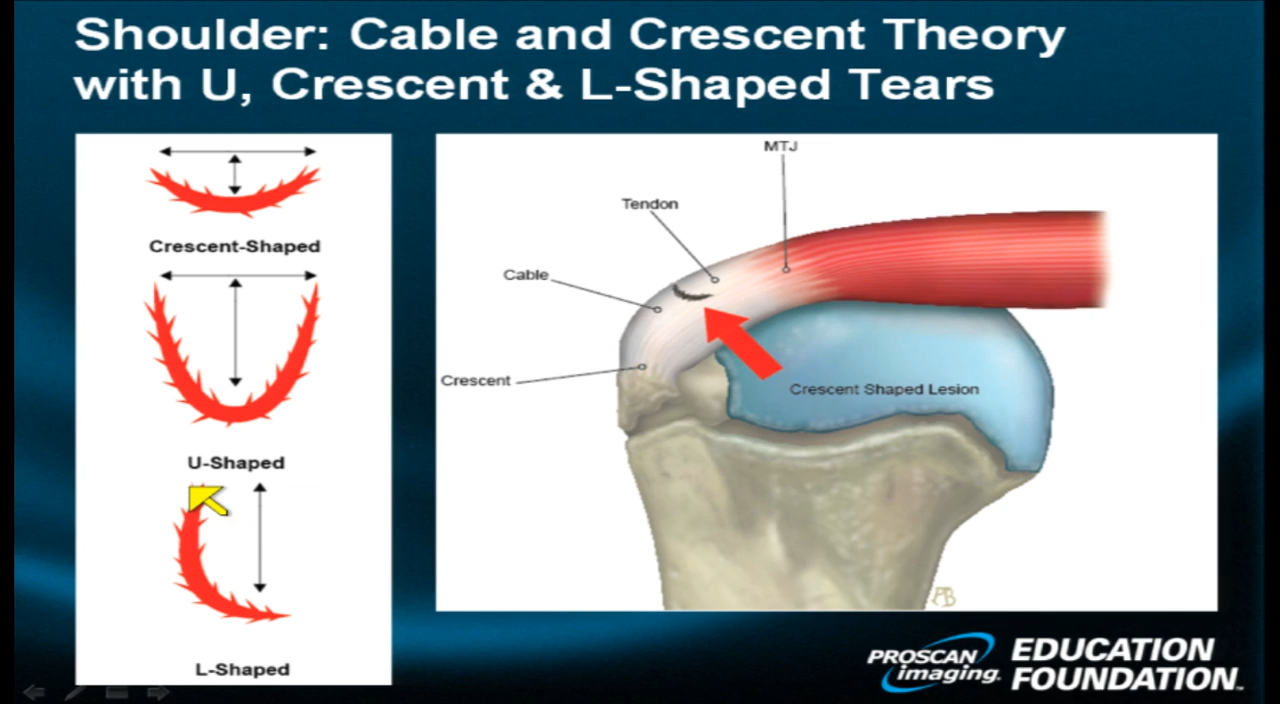 Shoulder: Cable and Crescent Theory
with U, Crescent & L-Shaped Tears
Crescent-Shaped
U-Shaped
L-Shaped
MTJ
Tendon
Cable
Crescent
Crescent Shaped Lesion
PROSCAN
imaging.
EDUCATION
FOUNDATION